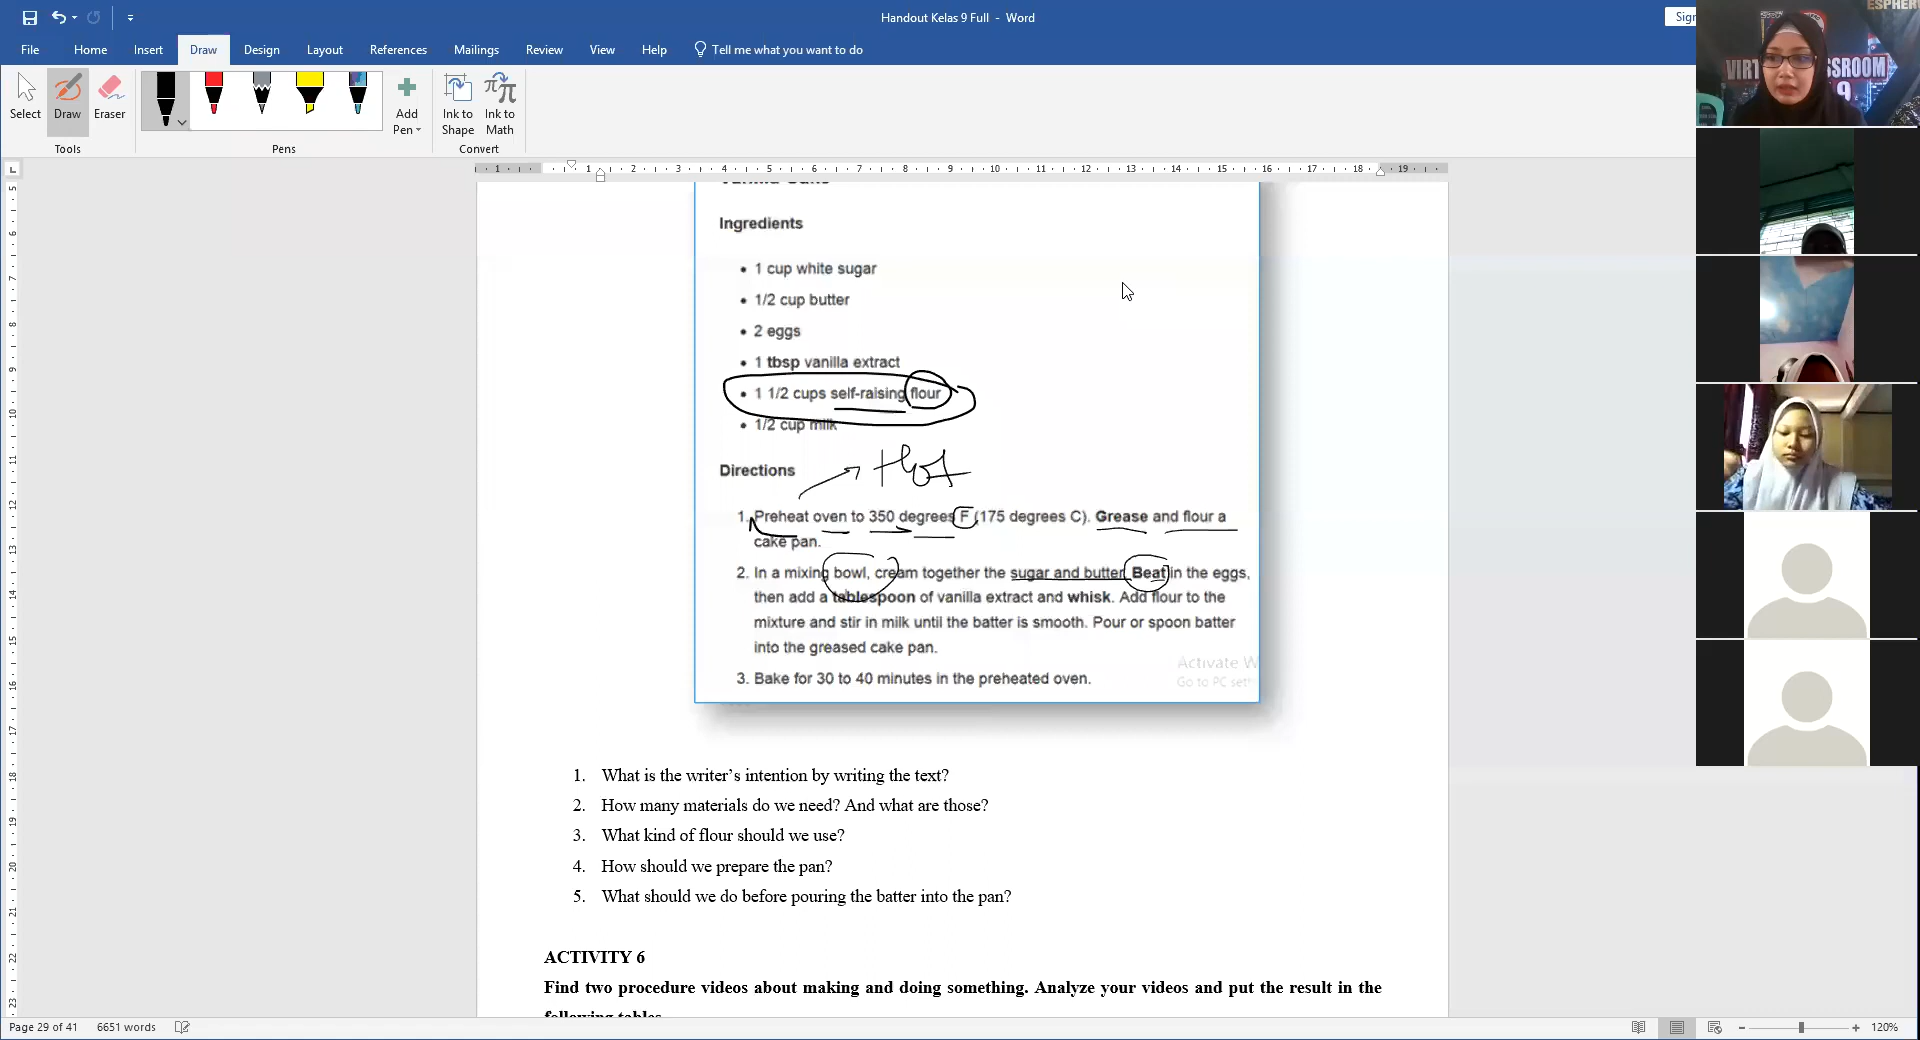 Handout Kelas 9 Full - Word
Sign
File Home Insert Draw Design Layout References Mailings Review View Help Tell me what you want to do
Select Draw Eraser
Add Pen
Ink to Shape
Ink to Math
Tools Pens Convert
Ingredients
• 1 cup white sugar
• 1/2 cup butter
• 2 eggs
• 1 tbsp vanilla extract
• 1 1/2 cups self-raising flour
• 1/2 cup milk
Hot
Directions
1. Preheat oven to 350 degrees F (175 degrees C). Grease and flour a
cake pan.
2. In a mixing bowl, cream together the sugar and butter. Beat in the eggs,
then add a tablespoon of vanilla extract and whisk. Add flour to the
mixture and stir in milk until the batter is smooth. Pour or spoon batter
into the greased cake pan.
3. Bake for 30 to 40 minutes in the preheated oven.
Activate W
Go to PC sett
1. What is the writer’s intention by writing the text?
2. How many materials do we need? And what are those?
3. What kind of flour should we use?
4. How should we prepare the pan?
5. What should we do before pouring the batter into the pan?
ACTIVITY 6
Find two procedure videos about making and doing something. Analyze your videos and put the result in the
following tables
Page 29 of 41 6651 words
120%